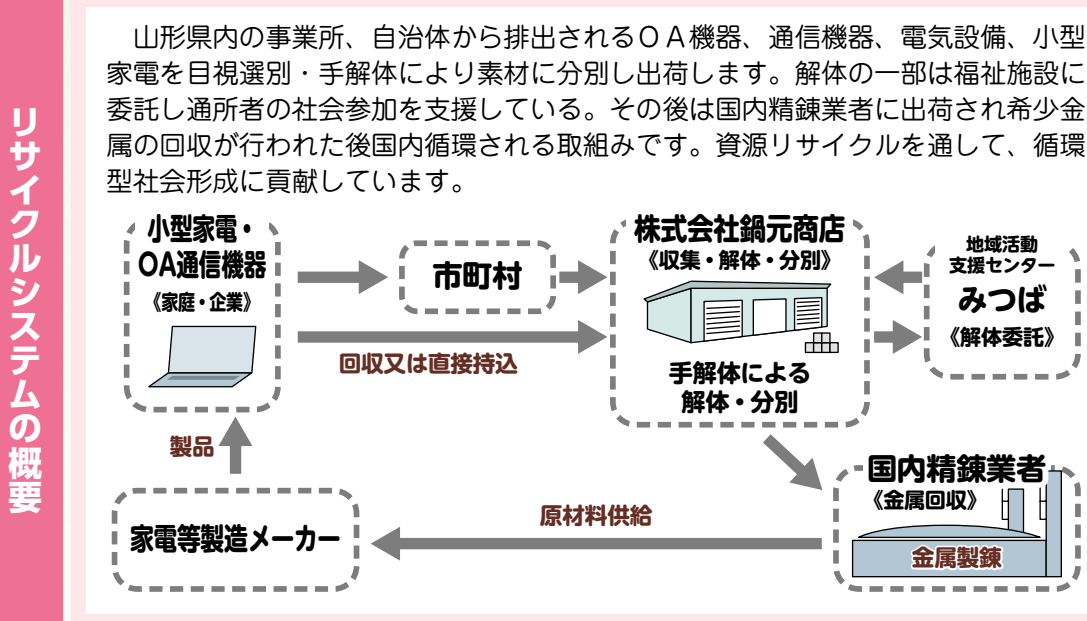 リサイクルシステムの概要
　山形県内の事業所、自治体から排出されるＯＡ機器、通信機器、電気設備、小型
家電を目視選別・手解体により素材に分別し出荷します。解体の一部は福祉施設に
委託し通所者の社会参加を支援している。その後は国内精錬業者に出荷され希少金
属の回収が行われた後国内循環される取組みです。資源リサイクルを通して、循環
型社会形成に貢献しています。
小型家電・
OA通信機器
《家庭・企業》
市町村
回収又は直接持込
株式会社鍋元商店
《収集・解体・分別》
手解体による
解体・分別
地域活動
支援センター
みつば
《解体委託》
国内精錬業者
《金属回収》
金属製錬
原材料供給
家電等製造メーカー
製品